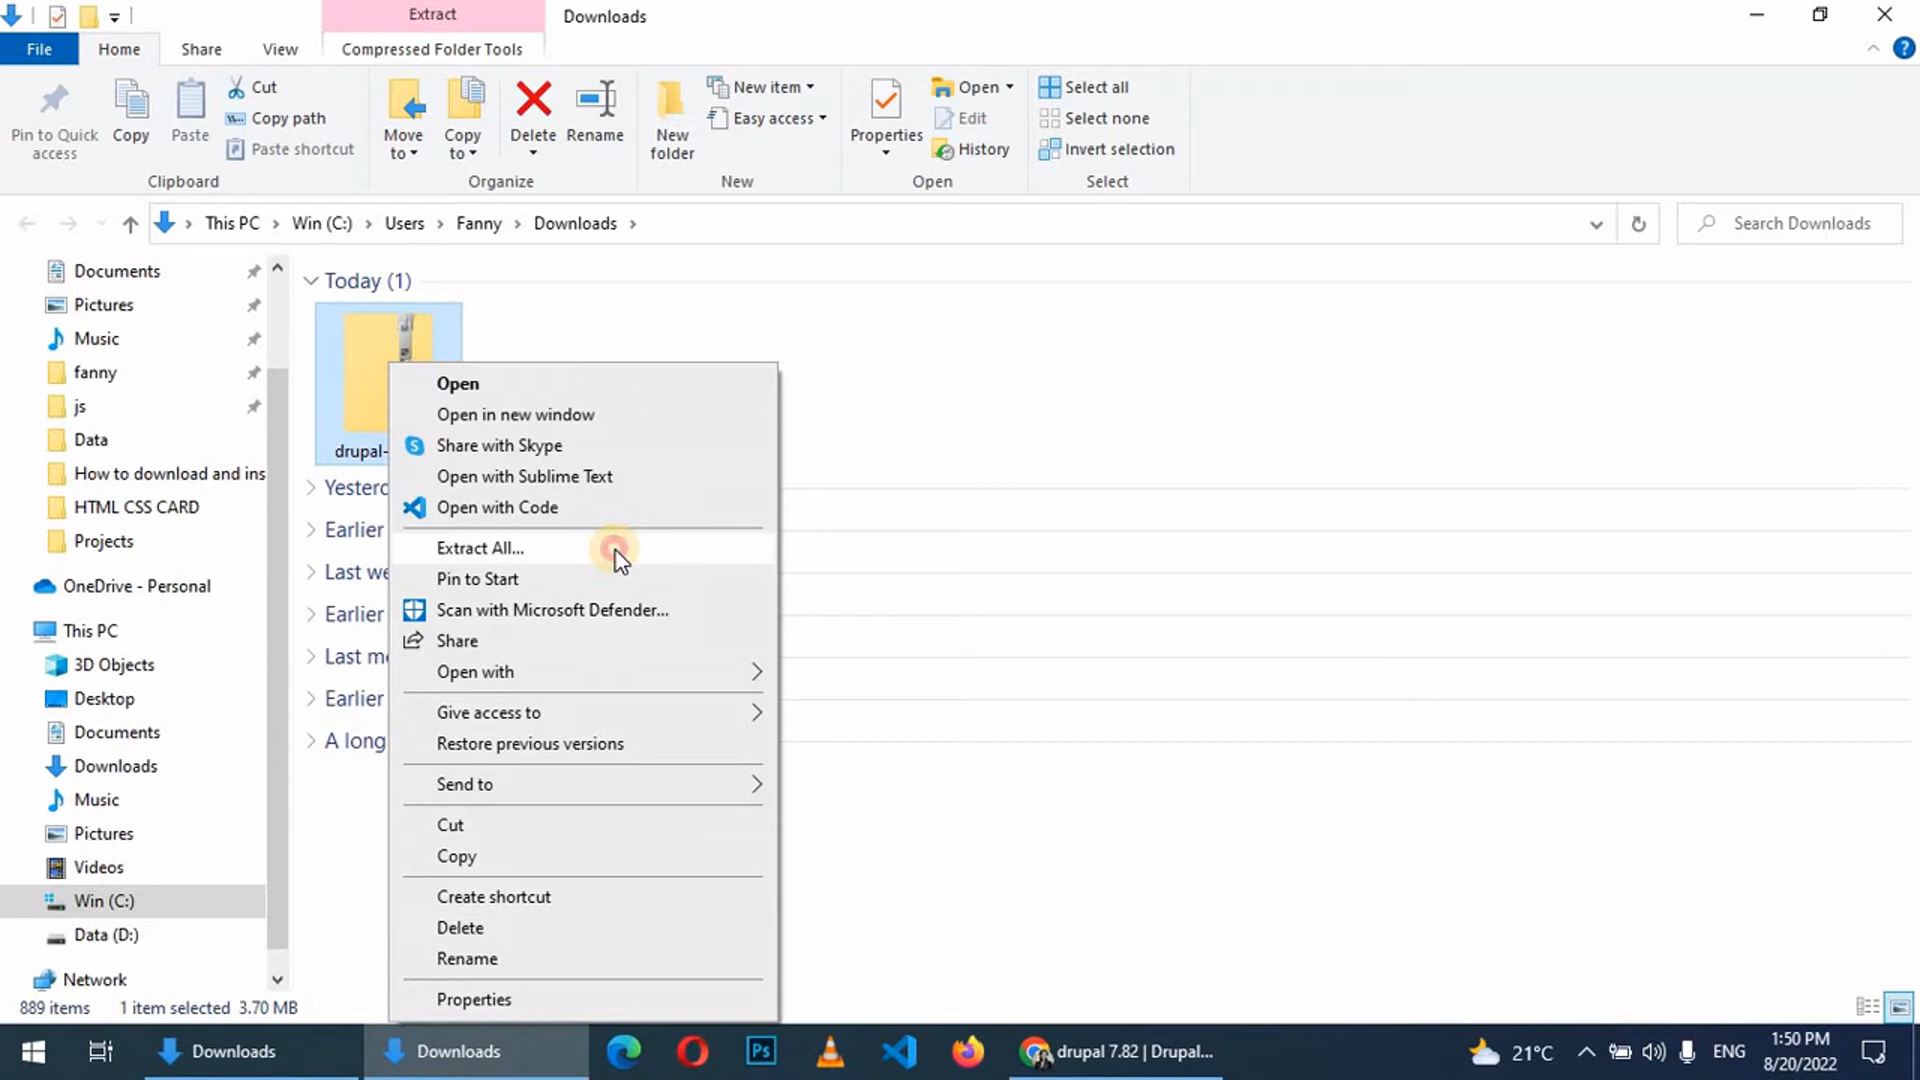 Extract
Downloads
File
Home
Share
View
Compressed Folder Tools
Pin to Quick
access
Copy
Paste
Cut
Copy path
Paste shortcut
Clipboard
Move
to
Copy
to
Delete
Rename
Organize
New
folder
New item
Easy access
New
Properties
Open
Edit
History
Open
Select all
Select none
Invert selection
Select
This PC
Win (C:)
Users
Fanny
Downloads
Search Downloads
Documents
Pictures
Music
fanny
js
Data
How to download and ins
HTML CSS CARD
Projects
OneDrive - Personal
This PC
3D Objects
Desktop
Documents
Downloads
Music
Pictures
Videos
Win (C:)
Data (D:)
Network
Today (1)
drupal-
Yesterc
Earlier
Last we
Earlier
Last mo
Earlier
A long
Open
Open in new window
Share with Skype
Open with Sublime Text
Open with Code
Extract All...
Pin to Start
Scan with Microsoft Defender...
Share
Open with
Give access to
Restore previous versions
Send to
Cut
Copy
Create shortcut
Delete
Rename
Properties
889 items
1 item selected 3.70 MB
Downloads
Downloads
Ps
drupal 7.82 | Drupal...
21°C
ENG
1:50 PM
8/20/2022